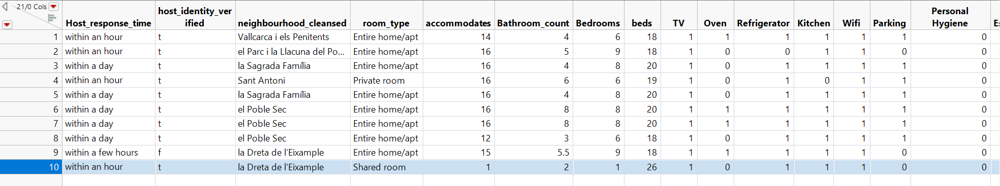 21/0 Cols
Host_response_time host_identity_ver
ified neighbourhood_cleansed room_type accommodates Bathroom_count Bedrooms beds TV Oven Refrigerator Kitchen Wifi Parking Personal
Hygiene Es
1 within an hour t Vallcarca i els Penitents Entire home/apt 14 4 6 18 1 1 1 1 1 1 0
2 within an hour t el Parc i la Llacuna del Po... Entire home/apt 16 5 9 18 1 0 0 1 1 0 0
3 within a day t la Sagrada Família Entire home/apt 16 4 8 20 1 0 1 1 1 1 0
4 within an hour t Sant Antoni Private room 16 6 6 19 1 0 1 0 1 1 0
5 within a day t la Sagrada Família Entire home/apt 16 4 8 20 1 0 1 1 1 1 0
6 within a day t el Poble Sec Entire home/apt 16 8 8 20 1 1 1 1 1 1 0
7 within a day t el Poble Sec Entire home/apt 16 8 8 20 1 1 1 1 1 1 0
8 within a day t el Poble Sec Entire home/apt 12 3 6 18 1 0 1 1 1 1 0
9 within a few hours f la Dreta de l'Eixample Entire home/apt 15 5.5 9 18 1 1 1 1 1 0 0
10 within an hour t la Dreta de l'Eixample Shared room 1 2 1 26 1 0 1 1 1 0 0